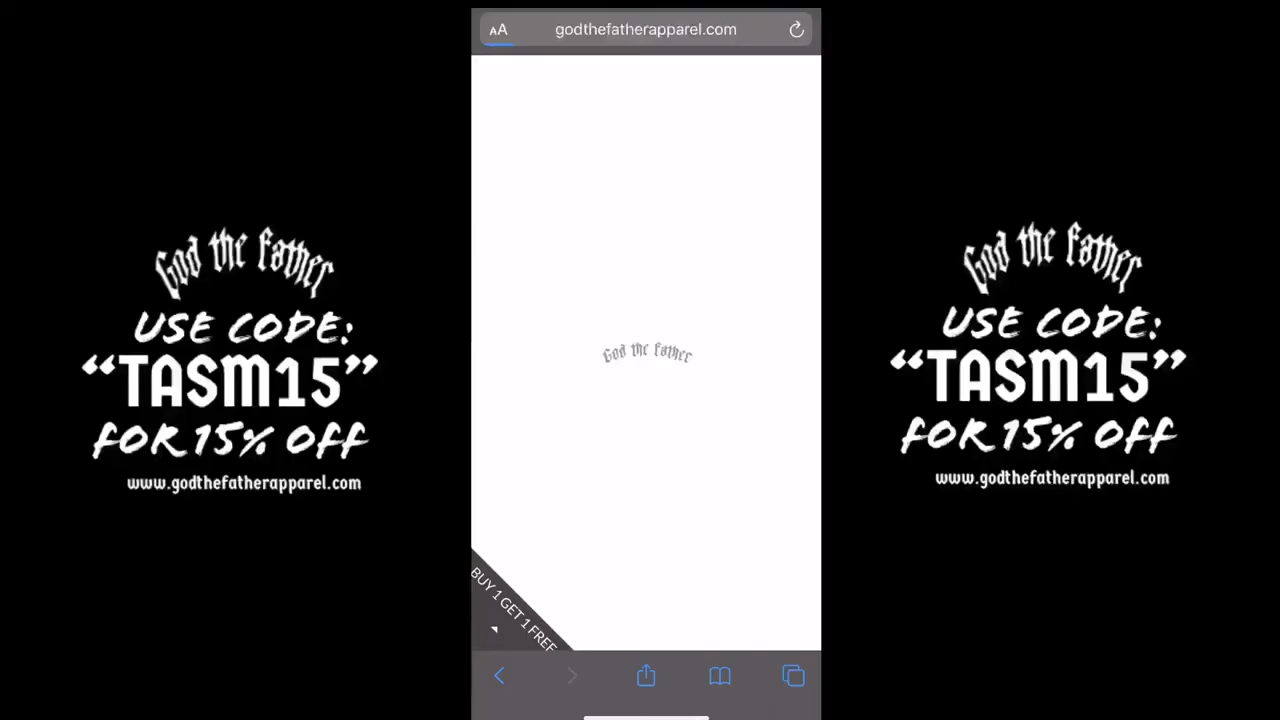 AA godthefatherapparel.com
God the father
USE CODE:
“TASM15”
FOR 15% OFF
www.godthefatherapparel.com
God the father
BUY 1 GET 1 FREE
God the father
USE CODE:
“TASM15”
FOR 15% OFF
www.godthefatherapparel.com